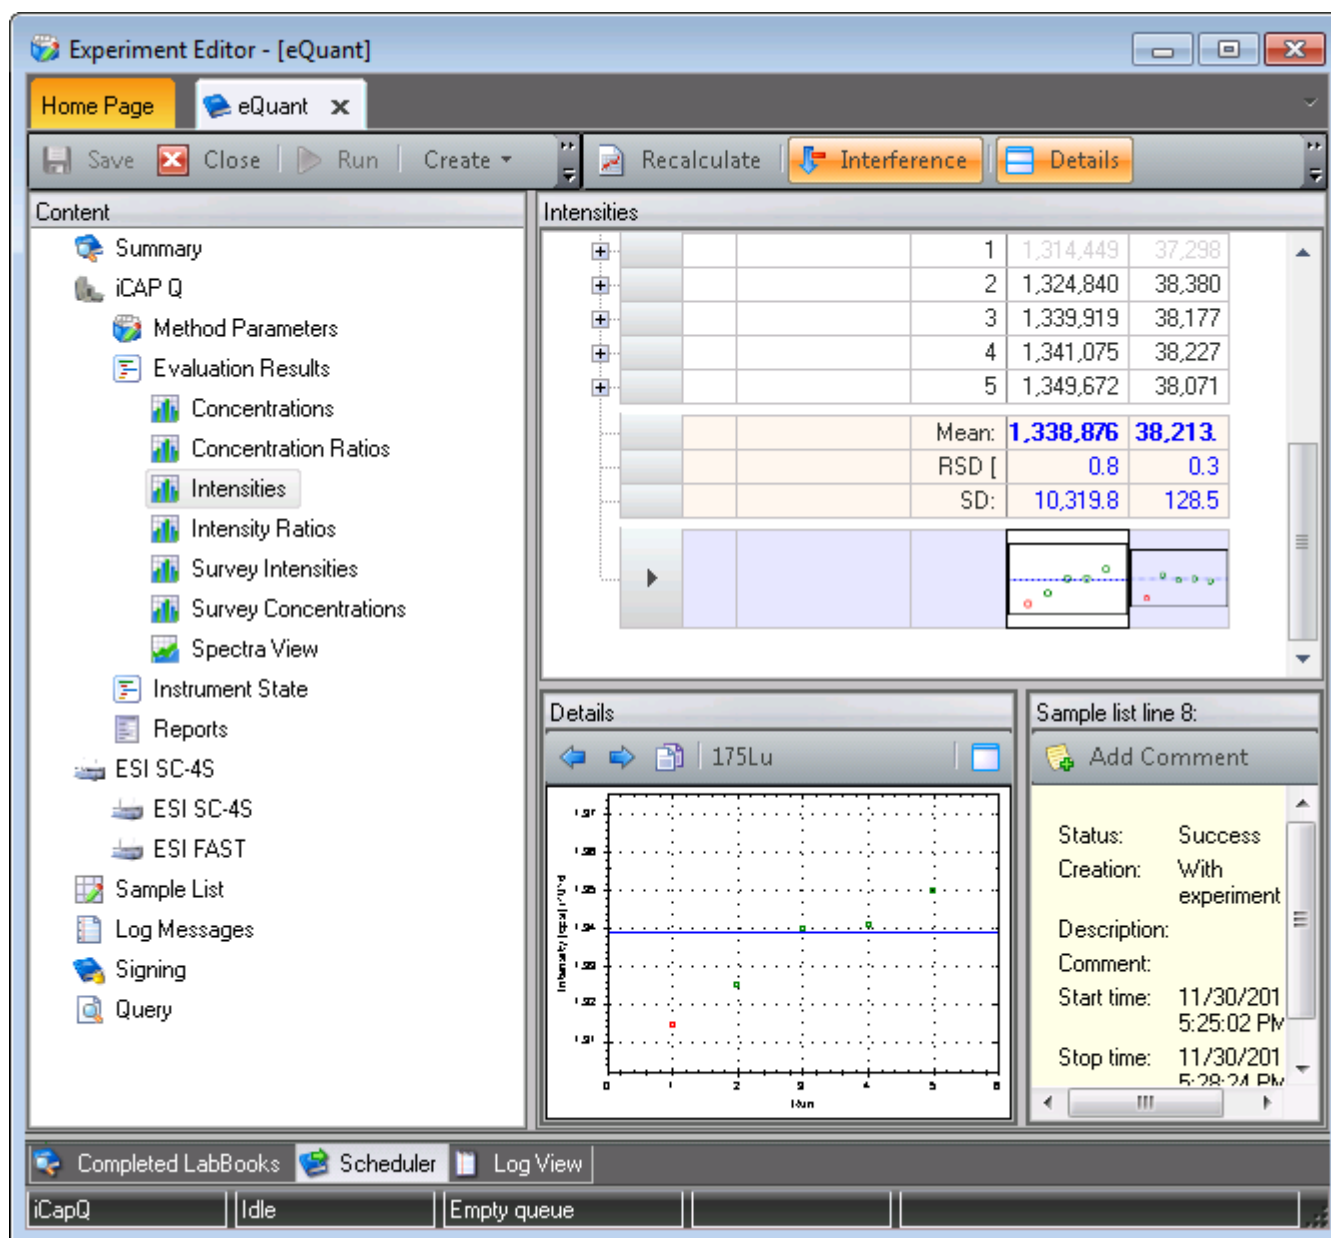 Experiment Editor - [eQuant]
Home Page
eQuant
Save Close Run Create
Recalculate Interference Details
Content
Summary
iCAP Q
Method Parameters
Evaluation Results
Concentrations
Concentration Ratios
Intensities
Intensity Ratios
Survey Intensities
Survey Concentrations
Spectra View
Instrument State
Reports
ESI SC-4S
ESI SC-4S
ESI FAST
Sample List
Log Messages
Signing
Query
Intensities
1 1,314,449 37,298
2 1,324,840 38,380
3 1,339,919 38,177
4 1,341,075 38,227
5 1,349,672 38,071
Mean: 1,338,876 38,213.
RSD [ 0.8 0.3
SD: 10,319.8 128.5
Details
175Lu
0 1 2 3 4 5 6
Run
Sample list line 8:
Add Comment
Status: Success
Creation: With
experiment
Description:
Comment:
Start time: 11/30/201
5:25:02 PM
Stop time: 11/30/201
5:28:24 PM
Completed LabBooks Scheduler Log View
iCapQ Idle Empty queue